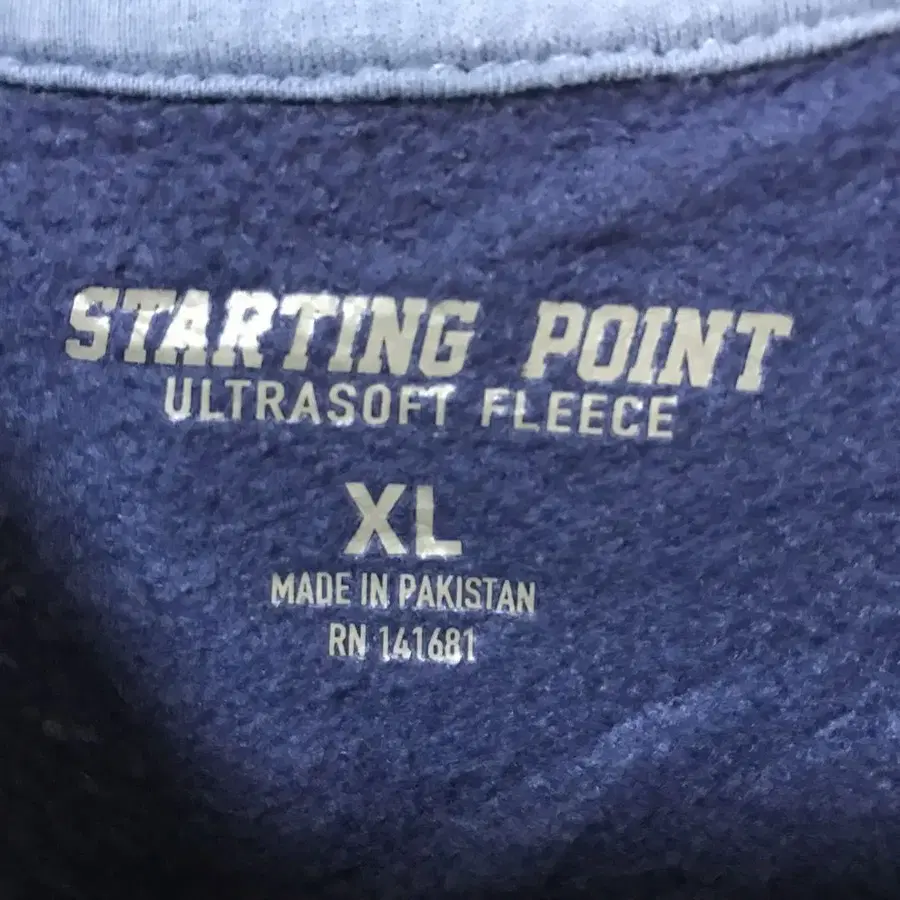 STARTING POINT
ULTRASOFT FLEECE
XL
MADE IN PAKISTAN
RN 141681